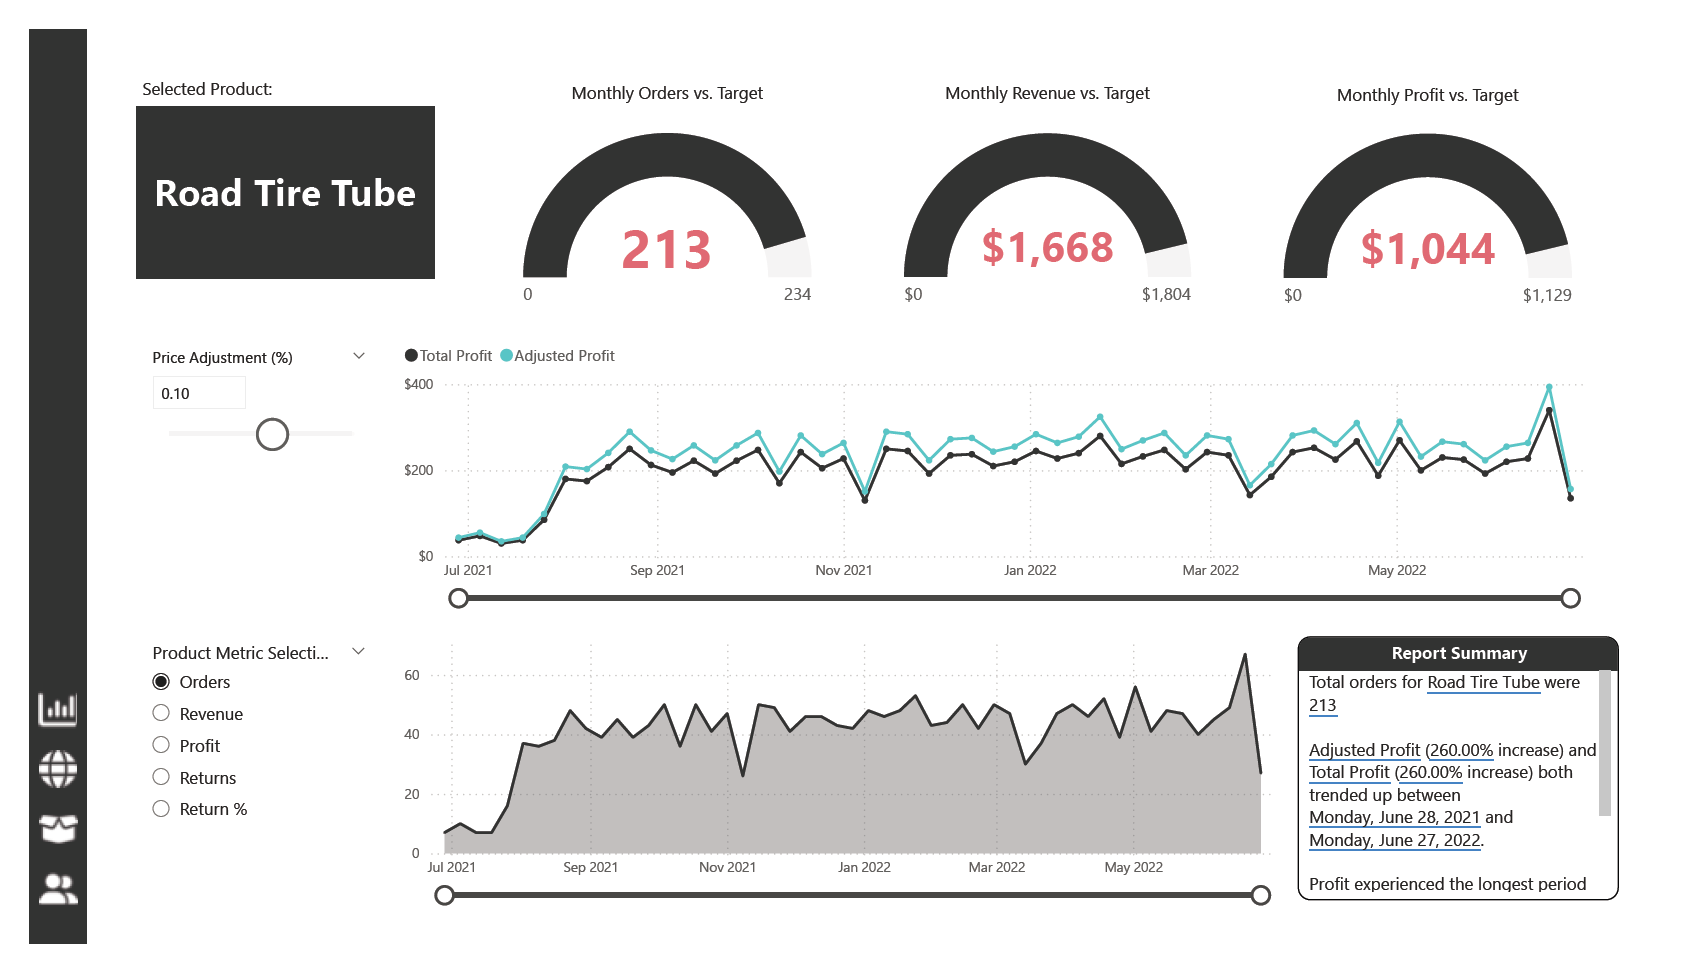 Selected Product:
Road Tire Tube
Monthly Orders vs. Target
213
0
234
Monthly Revenue vs. Target
$1,668
$0
$1,804
Monthly Profit vs. Target
$1,044
$0
$1,129
Price Adjustment (%)
0.10
Total Profit Adjusted Profit
$400
$200
$0
Jul 2021 Sep 2021 Nov 2021 Jan 2022 Mar 2022 May 2022
Product Metric Selecti...
Orders
Revenue
Profit
Returns
Return %
60
40
20
0
Jul 2021 Sep 2021 Nov 2021 Jan 2022 Mar 2022 May 2022
Report Summary
Total orders for Road Tire Tube were
213
Adjusted Profit (260.00% increase) and
Total Profit (260.00% increase) both
trended up between
Monday, June 28, 2021 and
Monday, June 27, 2022.
Profit experienced the longest period